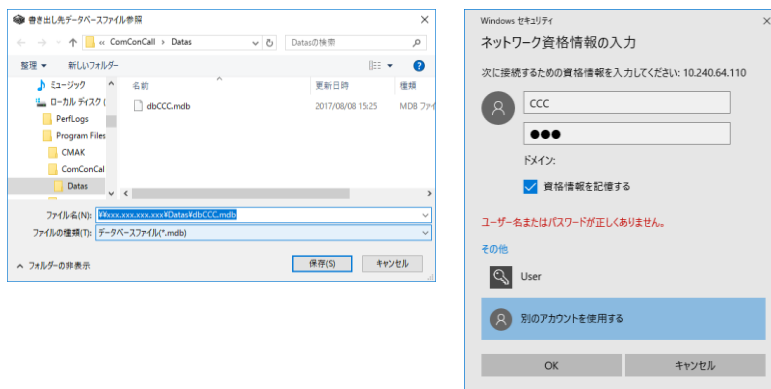 書き出し先データベースファイル参照
« ComConCall › Datas
Datasの検索
整理 新しいフォルダー
名前 更新日時 種類
ミュージック
ローカル ディスク (
PerfLogs
Program Files
CMAK
ComConCal
Datas
dbCCC.mdb 2017/08/08 15:25 MDB ファイ
ファイル名(N): ¥¥xxx.xxx.xxx.xxx¥Datas¥dbCCC.mdb
ファイルの種類(T): データベースファイル(*.mdb)
フォルダーの非表示
保存(S) キャンセル
Windows セキュリティ
ネットワーク資格情報の入力
次に接続するための資格情報を入力してください: 10.240.64.110
CCC
●●●
ドメイン:
資格情報を記憶する
ユーザー名またはパスワードが正しくありません。
その他
User
別のアカウントを使用する
OK キャンセル